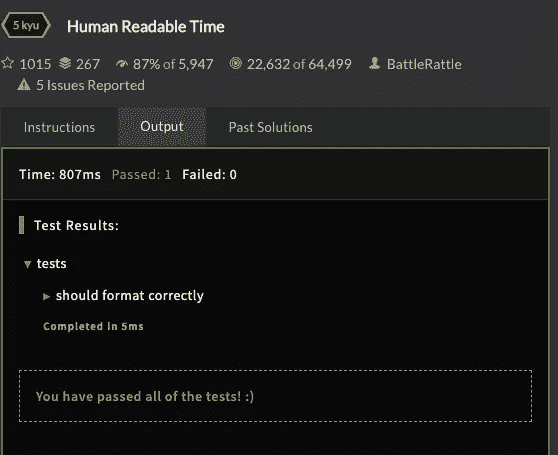 5 kyu Human Readable Time
1015 267 87% of 5,947 22,632 of 64,499 BattleRattle
5 Issues Reported
Instructions Output Past Solutions
Time: 807ms Passed: 1 Failed: 0
Test Results:
tests
should format correctly
Completed in 5ms
You have passed all of the tests! :)